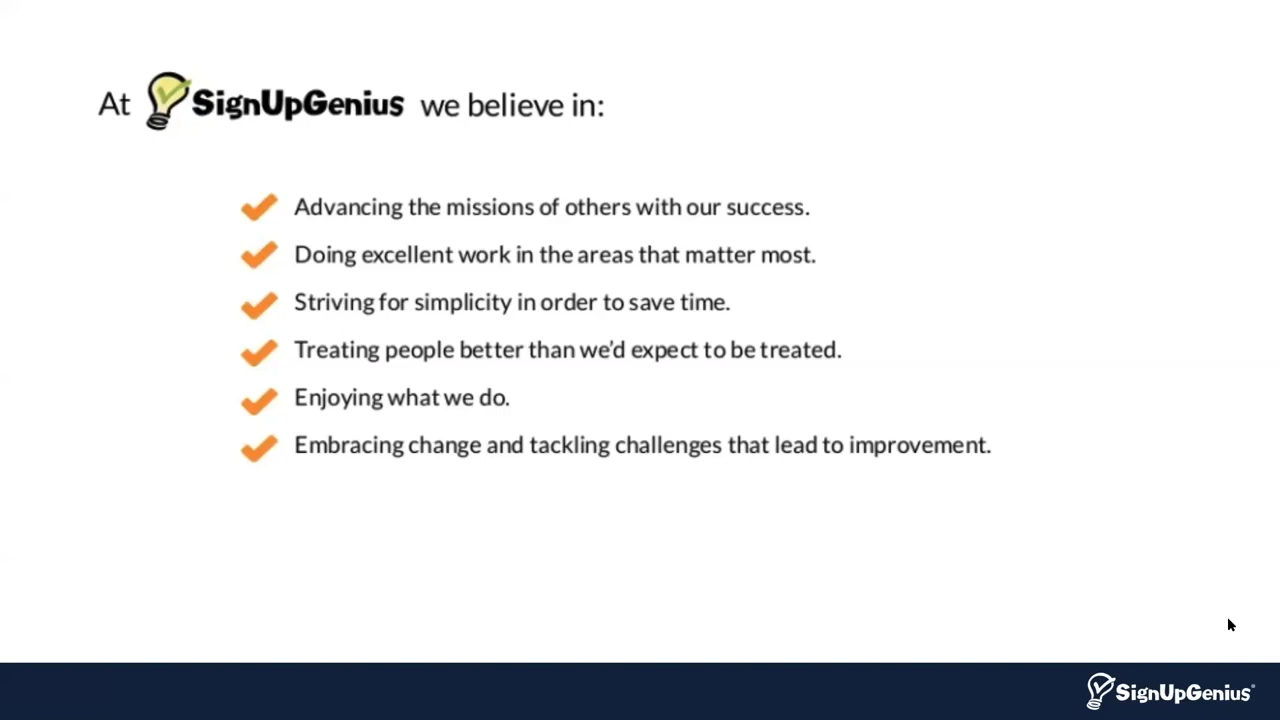 At SignUpGenius we believe in:
Advancing the missions of others with our success.
Doing excellent work in the areas that matter most.
Striving for simplicity in order to save time.
Treating people better than we’d expect to be treated.
Enjoying what we do.
Embracing change and tackling challenges that lead to improvement.
SignUpGenius®